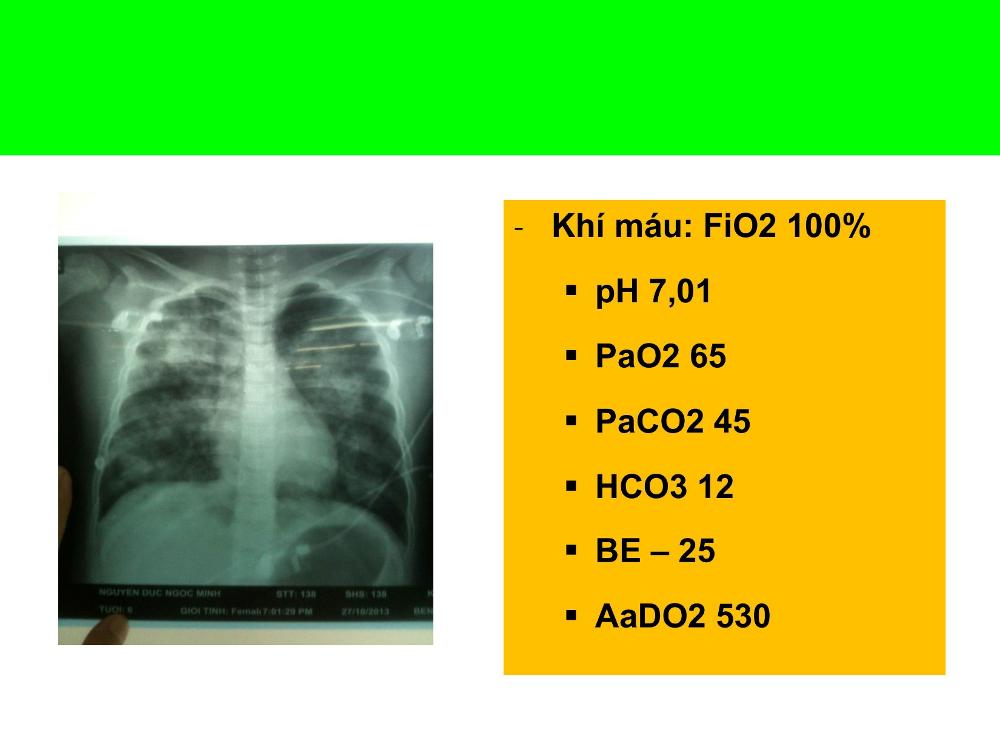 - Khí máu: FiO2 100%
▪ pH 7,01
▪ PaO2 65
▪ PaCO2 45
▪ HCO3 12
▪ BE – 25
▪ AaDO2 530
NGUYEN DUC NGOC MINH STT: 138 SHS: 138 K
TUOI: 6 GIOI TINH: Femal 7:01:29 PM 27/10/2013 BEN